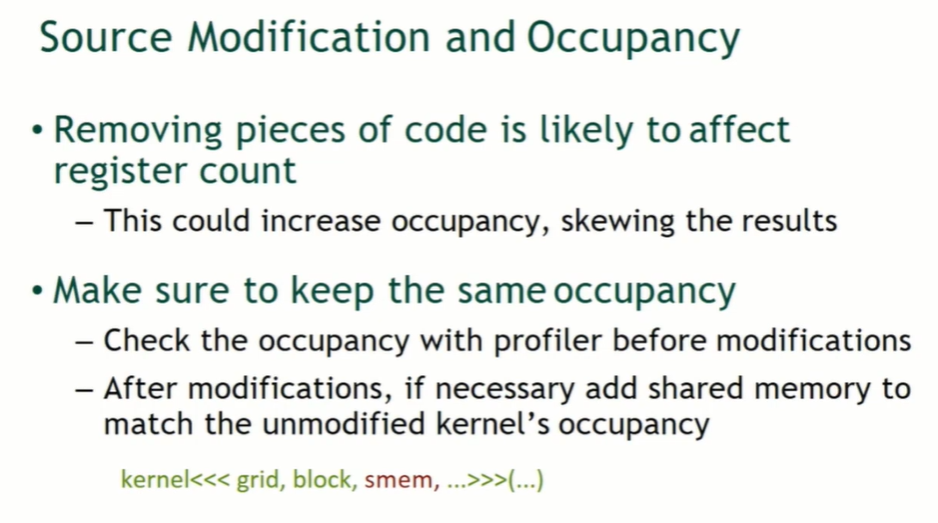 Source Modification and Occupancy
• Removing pieces of code is likely to affect
register count
– This could increase occupancy, skewing the results
• Make sure to keep the same occupancy
– Check the occupancy with profiler before modifications
– After modifications, if necessary add shared memory to
match the unmodified kernel’s occupancy
kernel<<< grid, block, smem, ...>>>(...)